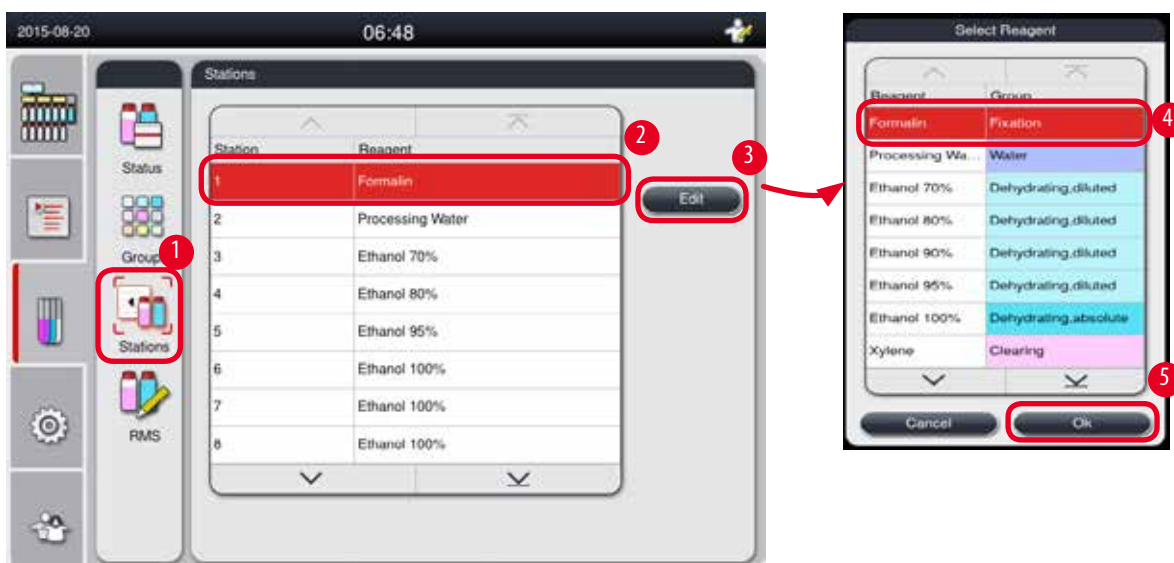 2015-08-20
06:48
Status
Group
1
Stations
RMS
Stations
Station Reagent
2
1 Formalin
2 Processing Water
3 Ethanol 70%
4 Ethanol 80%
5 Ethanol 95%
6 Ethanol 100%
7 Ethanol 100%
8 Ethanol 100%
3
Edit
Select Reagent
Reagent Group
4
Formalin Fixation
Processing Wa... Water
Ethanol 70% Dehydrating,diluted
Ethanol 80% Dehydrating,diluted
Ethanol 90% Dehydrating,diluted
Ethanol 95% Dehydrating,diluted
Ethanol 100% Dehydrating,absolute
Xylene Clearing
5
Cancel Ok